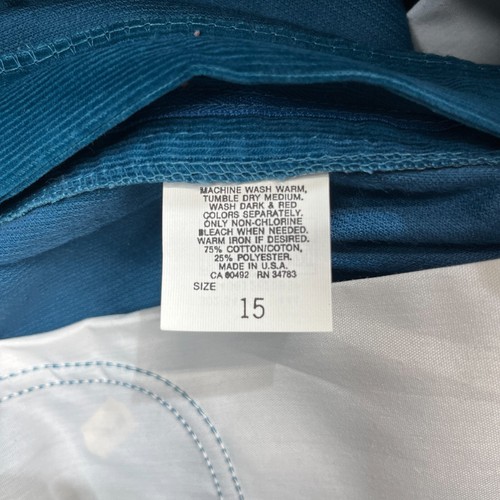 MACHINE WASH WARM,
TUMBLE DRY MEDIUM.
WASH DARK & RED
COLORS SEPARATELY.
ONLY NON-CHLORINE
BLEACH WHEN NEEDED.
WARM IRON IF DESIRED.
75% COTTON/COTON,
25% POLYESTER.
MADE IN U.S.A.
CA 00492 RN 34783
SIZE
15